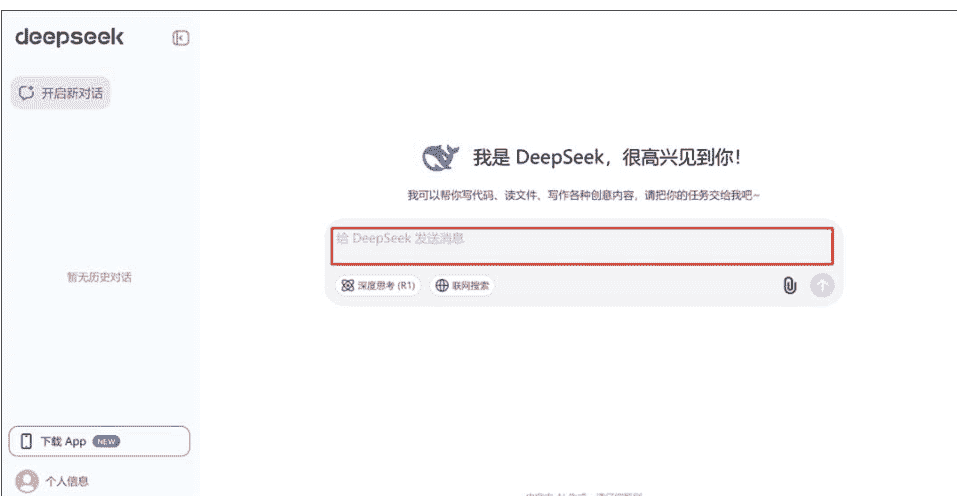 deepseek
开启新对话
我是 DeepSeek，很高兴见到你！
我可以帮你写代码、读文件、写作各种创意内容，请把你的任务交给我吧~
给 DeepSeek 发送消息
深度思考 (R1)
联网搜索
暂无历史对话
下载 App NEW
个人信息